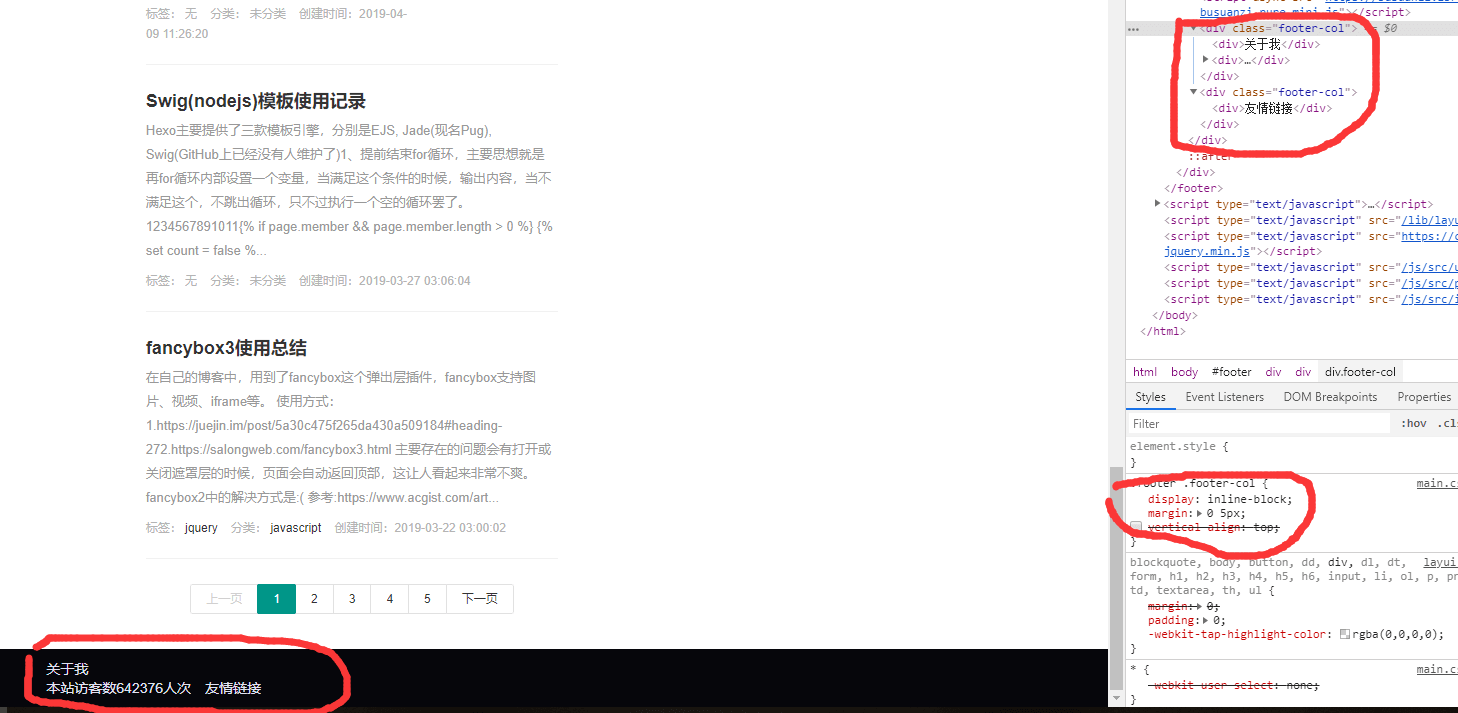 标签： 无 分类： 未分类 创建时间：2019-04-
09 11:26:20
Swig(nodejs)模板使用记录
Hexo主要提供了三款模板引擎，分别是EJS, Jade(现名Pug),
Swig(GitHub上已经没有人维护了)1、提前结束for循环，主要思想就是
再for循环内部设置一个变量，当满足这个条件的时候，输出内容，当不
满足这个，不跳出循环，只不过执行一个空的循环罢了。
1234567891011{% if page.member && page.member.length > 0 %} {%
set count = false %...
标签： 无 分类： 未分类 创建时间：2019-03-27 03:06:04
fancybox3使用总结
在自己的博客中，用到了fancybox这个弹出层插件，fancybox支持图
片、视频、iframe等。 使用方式：
1.https://juejin.im/post/5a30c475f265da430a509184#heading-
272.https://salongweb.com/fancybox3.html 主要存在的问题会有打开或
关闭遮罩层的时候，页面会自动返回顶部，这让人看起来非常不爽。
fancybox2中的解决方式是:( 参考:https://www.acgist.com/art...
标签： jquery 分类： javascript 创建时间：2019-03-22 03:00:02
上一页 1 2 3 4 5 下一页
关于我
本站访客数642376人次 友情链接
busuanzi.pure.mini.js"></script>
... <div class="footer-col"> == $0
<div>关于我</div>
<div>…</div>
</div>
<div class="footer-col">
<div>友情链接</div>
</div>
</div>
::after
</div>
</footer>
<script type="text/javascript">…</script>
<script type="text/javascript" src="/lib/layu
<script type="text/javascript" src="https://c
jquery.min.js"></script>
<script type="text/javascript" src="/js/src/u
<script type="text/javascript" src="/js/src/p
<script type="text/javascript" src="/js/src/i
</body>
</html>
html body #footer div div div.footer-col
Styles Event Listeners DOM Breakpoints Properties
Filter :hov .cl
element.style {
}
.footer-col { main.c
display: inline-block;
margin: 0 5px;
vertical-align: top;
}
blockquote, body, button, dd, div, dl, dt, layui
form, h1, h2, h3, h4, h5, h6, input, li, ol, p, pr
td, textarea, th, ul {
margin: 0;
padding: 0;
-webkit-tap-highlight-color: rgba(0,0,0,0);
}
* { main.c
-webkit-user-select: none;
}